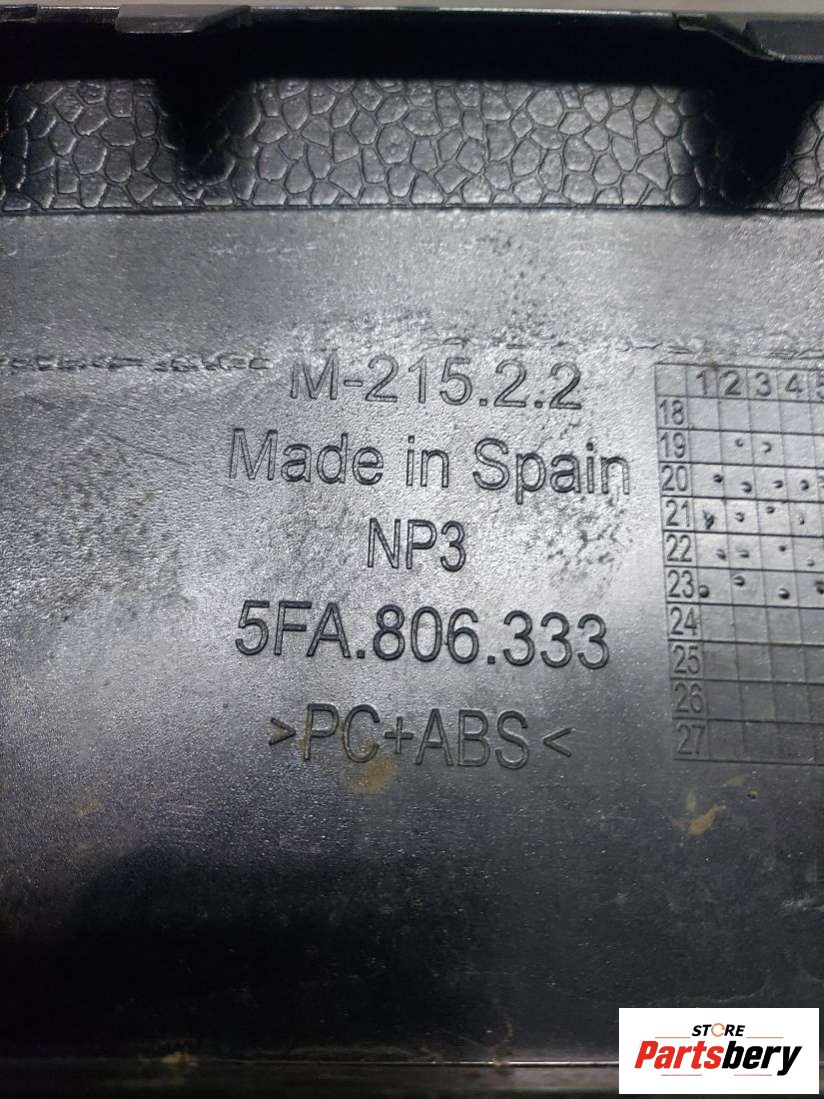 M-215.2.2
Made in Spain
NP3
5FA.806.333
>PC+ABS<
1 2 3 4 5
18
19
20
21
22
23
24
25
26
27
STORE
Partsbery